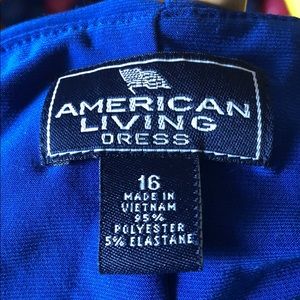 AMERICAN
LIVING
DRESS
16
MADE IN
VIETNAM
95%
POLYESTER
5% ELASTANE